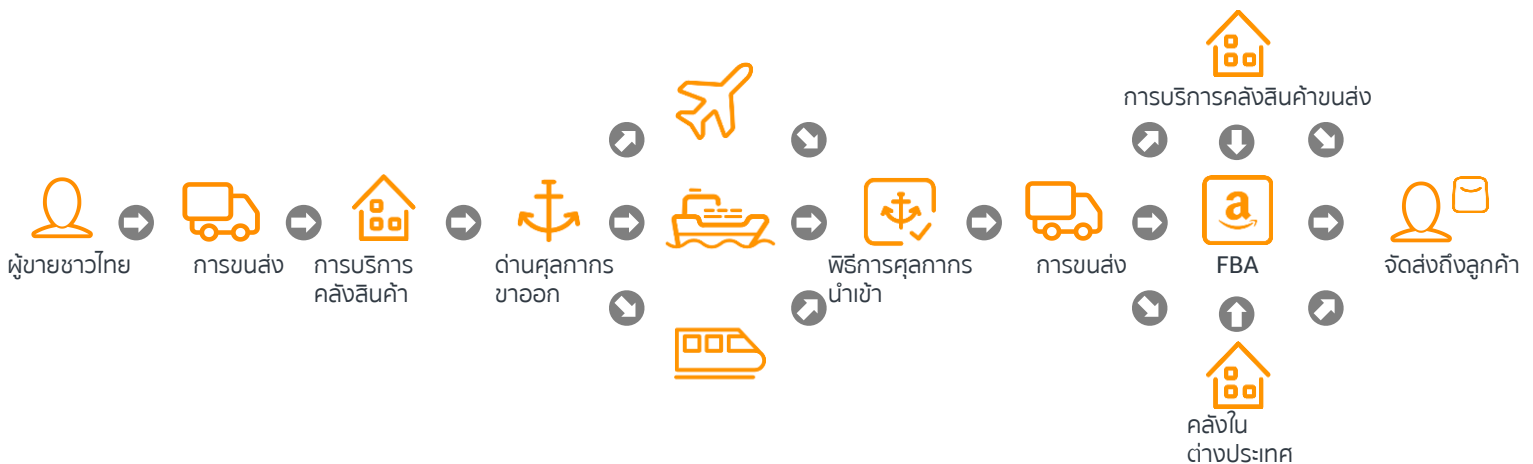 การบริการคลังสินค้าขนส่ง
ผู้ขายชาวไทย
การขนส่ง
การบริการ
คลังสินค้า
ด่านศุลกากร
ขาออก
พิธีการศุลกากร
นำเข้า
การขนส่ง
a
FBA
จัดส่งถึงลูกค้า
คลังใน
ต่างประเทศ